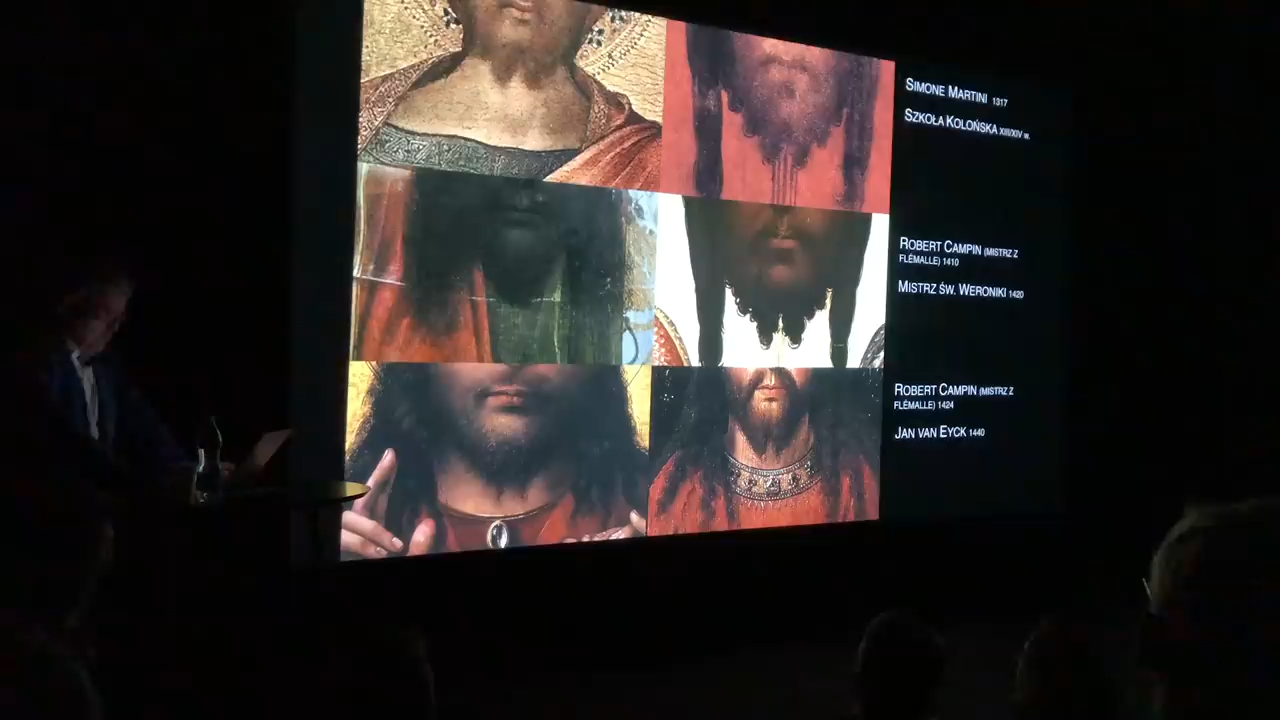 SIMONE MARTINI 1317
SZKOŁA KOLOŃSKA XIII/XIV w.
ROBERT CAMPIN (MISTRZ Z
FLÉMALLE) 1410
MISTRZ ŚW. WERONIKI 1420
ROBERT CAMPIN (MISTRZ Z
FLÉMALLE) 1424
JAN VAN EYCK 1440